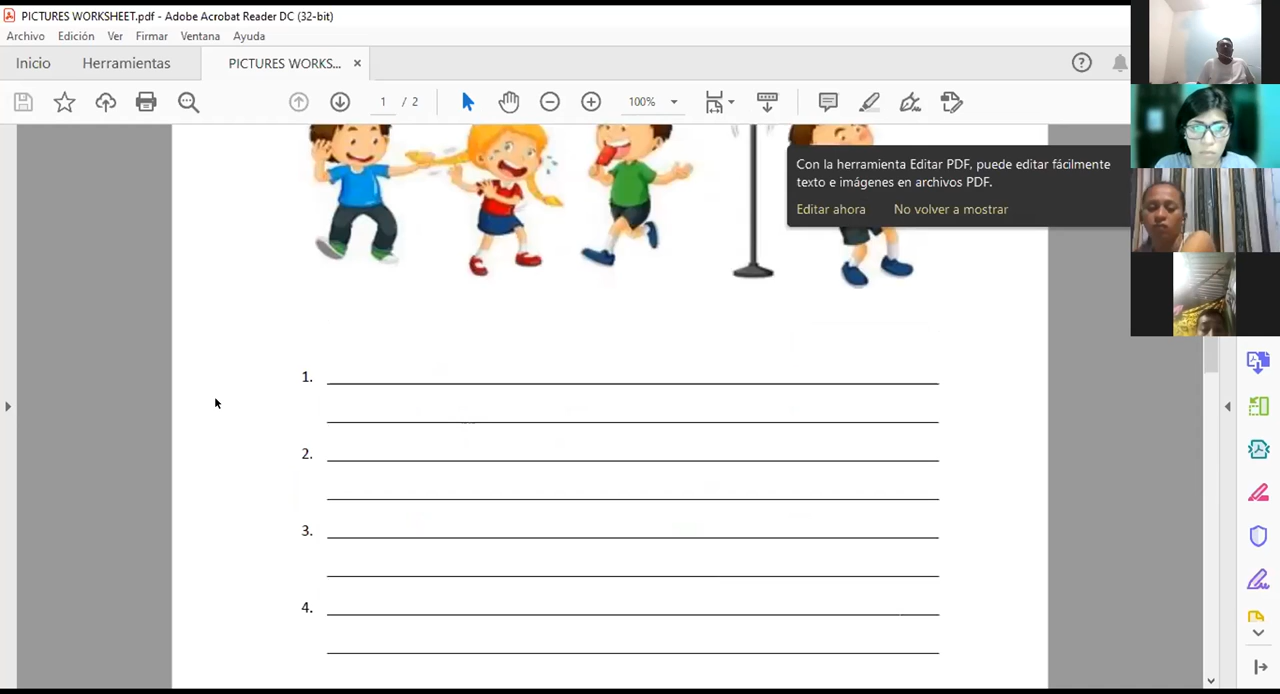 PICTURES WORKSHEET.pdf - Adobe Acrobat Reader DC (32-bit)
Archivo Edición Ver Firmar Ventana Ayuda
Inicio Herramientas PICTURES WORKS... ×
1 / 2 100%
Con la herramienta Editar PDF, puede editar fácilmente
texto e imágenes en archivos PDF.
Editar ahora No volver a mostrar
1.
2.
3.
4.